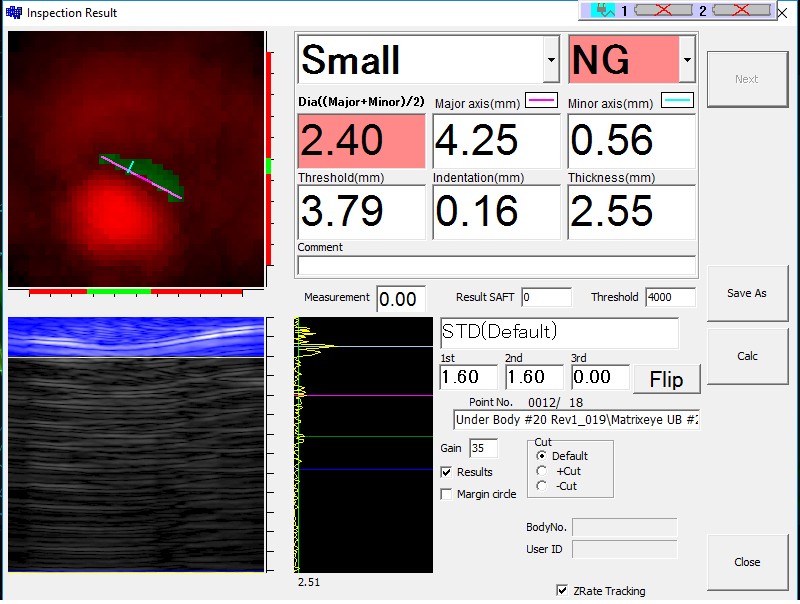 Inspection Result
1
2
Small
NG
Next
Dia((Major+Minor)/2)
Major axis(mm)
Minor axis(mm)
2.40
4.25
0.56
Threshold(mm)
Indentation(mm)
Thickness(mm)
3.79
0.16
2.55
Comment
Measurement
0.00
Result SAFT
0
Threshold
4000
Save As
STD(Default)
1st
2nd
3rd
1.60
1.60
0.00
Flip
Calc
Point No.
0012/ 18
Under Body #20 Rev1_019\Matrixeye UB #2
Gain
35
Cut
Default
+Cut
-Cut
Results
Margin circle
BodyNo.
User ID
Close
2.51
ZRate Tracking